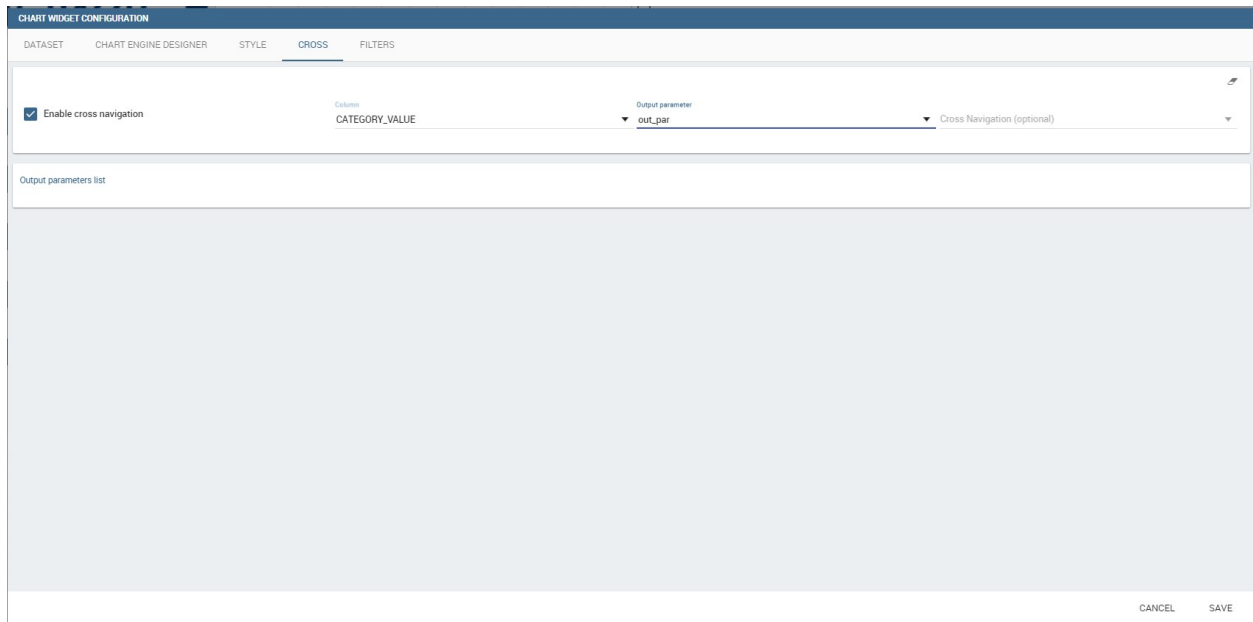 CHART WIDGET CONFIGURATION
DATASET CHART ENGINE DESIGNER STYLE CROSS FILTERS
Enable cross navigation
Column
CATEGORY_VALUE
Output parameter
out_par
Cross Navigation (optional)
Output parameters list
CANCEL SAVE